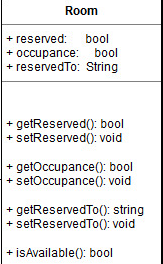 Room
+ reserved: bool
+ occupance: bool
+ reservedTo: String
+ getReserved(): bool
+ setReserved(): void
+ getOccupance(): bool
+ setOccupance(): void
+ getReservedTo(): string
+ setReservedTo(): void
+ isAvailable(): bool